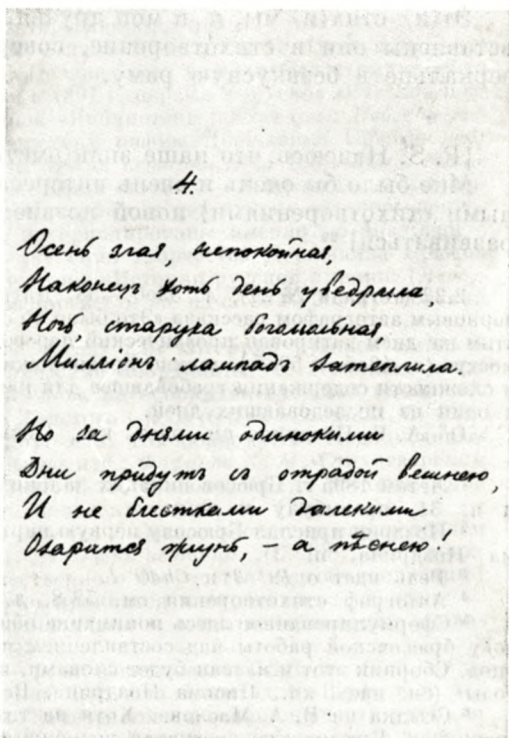 4.
Осень злая, непокойная,
Наконецъ хоть день уведрила
Ночь, старуха богомольная
Миллiонъ лампадъ затеплила.
Но за днями одинокими
Дни придутъ съ отрадой вешнею,
И не блестками далекими
Озарится жизнь, – а пѣснею!